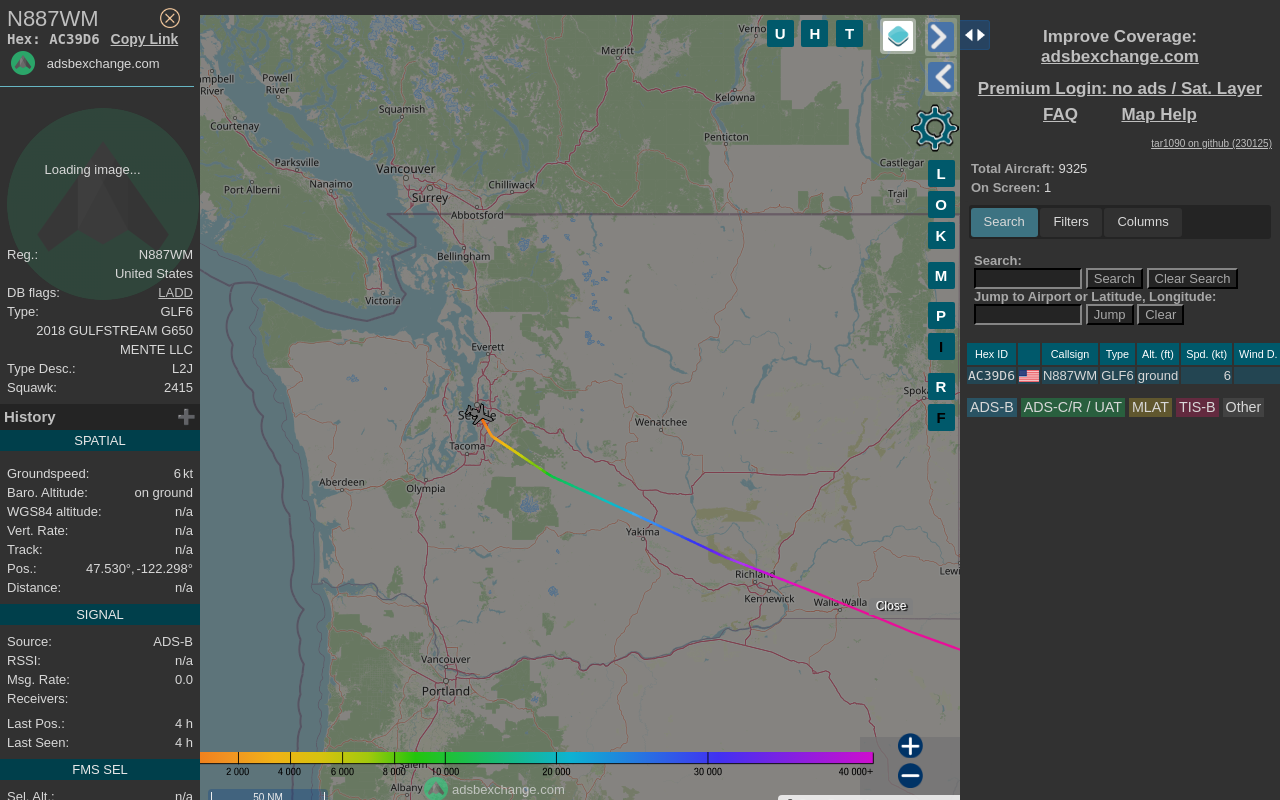 N887WM
Hex: AC39D6 Copy Link
adsbexchange.com
Loading image...
Reg.: N887WM
United States
DB flags: LADD
Type: GLF6
2018 GULFSTREAM G650
MENTE LLC
Type Desc.: L2J
Squawk: 2415
History
SPATIAL
Groundspeed: 6 kt
Baro. Altitude: on ground
WGS84 altitude: n/a
Vert. Rate: n/a
Track: n/a
Pos.: 47.530°, -122.298°
Distance: n/a
SIGNAL
Source: ADS-B
RSSI: n/a
Msg. Rate: 0.0
Receivers:
Last Pos.: 4 h
Last Seen: 4 h
FMS SEL
Sel. Alt.: n/a
U H T
L
O
K
M
P
I
R
F
Merritt
Kelowna
Powell
River
River
Squamish
Courtenay
Penticton
Parksville
Vancouver
Castlegar
Port Alberni
Nanaimo
Surrey
Chilliwack
Trail
Abbotsford
Bellingham
Victoria
Everett
Wenatchee
Tacoma
Aberdeen
Olympia
Yakima
Richland
Kennewick
Walla Walla
Close
Vancouver
Portland
Albany
2 000 4 000 6 000 8 000 10 000 20 000 30 000 40 000+
adsbexchange.com
50 NM
Improve Coverage:
adsbexchange.com
Premium Login: no ads / Sat. Layer
FAQ Map Help
tar1090 on github (230125)
Total Aircraft: 9325
On Screen: 1
Search Filters Columns
Search:
Search Clear Search
Jump to Airport or Latitude, Longitude:
Jump Clear
Hex ID Callsign Type Alt. (ft) Spd. (kt) Wind D.
AC39D6 N887WM GLF6 ground 6
ADS-B ADS-C/R / UAT MLAT TIS-B Other